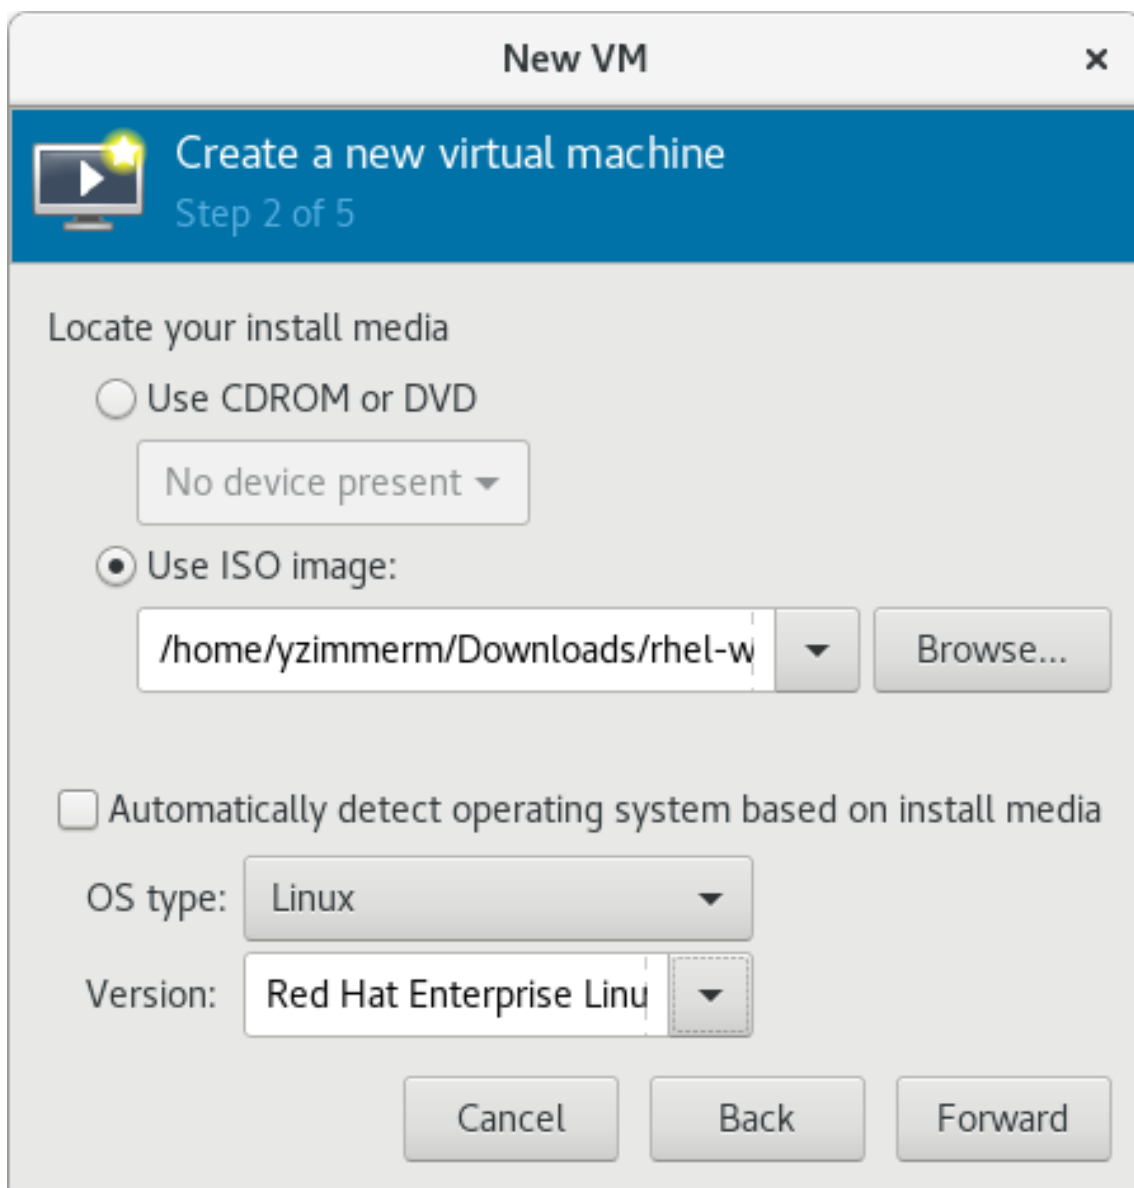 New VM
Create a new virtual machine
Step 2 of 5
Locate your install media
Use CDROM or DVD
No device present
Use ISO image:
/home/yzimmerm/Downloads/rhel-w Browse...
Automatically detect operating system based on install media
OS type: Linux
Version: Red Hat Enterprise Linu
Cancel Back Forward